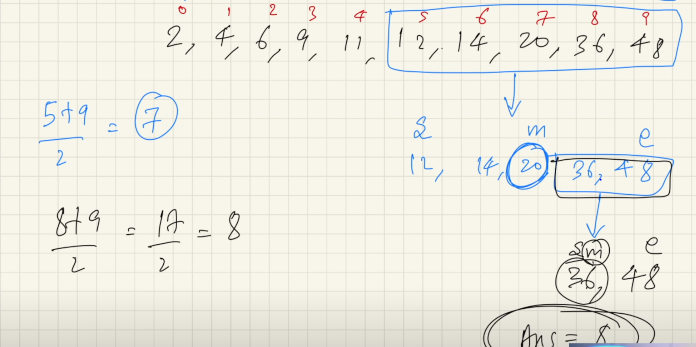 0 1 2 3 4 5 6 7 8 9
2, 4, 6, 9, 11, 12, 14, 20, 36, 48
5+9/2 = 7
s m e
12, 14, 20 36, 48
8+9/2 = 17/2 = 8
s m e
36, 48
Ans = 8